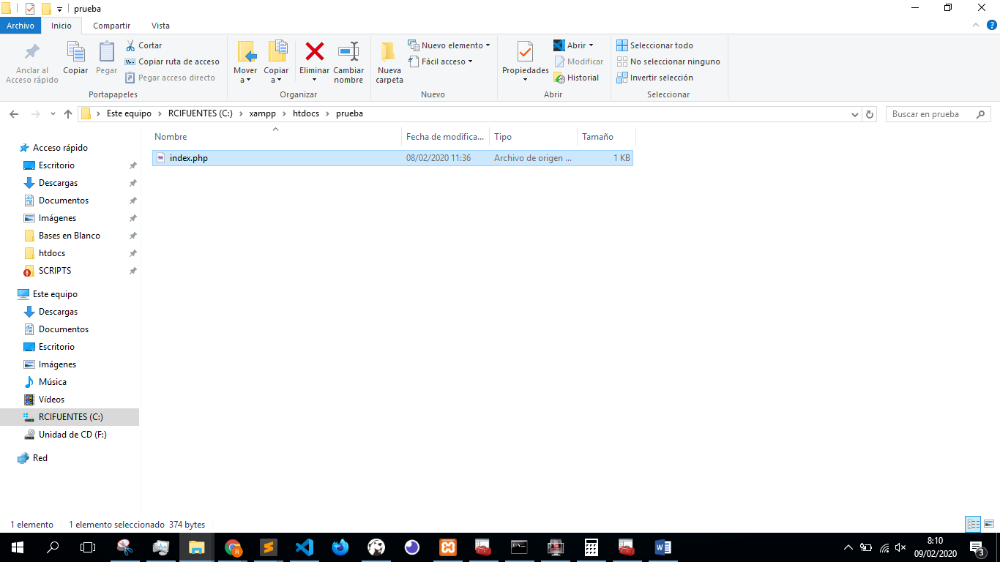 prueba
Archivo Inicio Compartir Vista
Anclar al Acceso rápido
Copiar
Pegar
Cortar
Copiar ruta de acceso
Pegar acceso directo
Portapapeles
Mover a
Copiar a
Eliminar
Cambiar nombre
Organizar
Nueva carpeta
Nuevo elemento
Fácil acceso
Nuevo
Propiedades
Abrir
Modificar
Historial
Abrir
Seleccionar todo
No seleccionar ninguno
Invertir selección
Seleccionar
Este equipo > RCIFUENTES (C:) > xampp > htdocs > prueba
Buscar en prueba
Nombre Fecha de modifica... Tipo Tamaño
index.php 08/02/2020 11:36 Archivo de origen ... 1 KB
Acceso rápido
Escritorio
Descargas
Documentos
Imágenes
Bases en Blanco
htdocs
SCRIPTS
Este equipo
Descargas
Documentos
Escritorio
Imágenes
Música
Vídeos
RCIFUENTES (C:)
Unidad de CD (F:)
Red
1 elemento 1 elemento seleccionado 374 bytes
8:10
09/02/2020
3